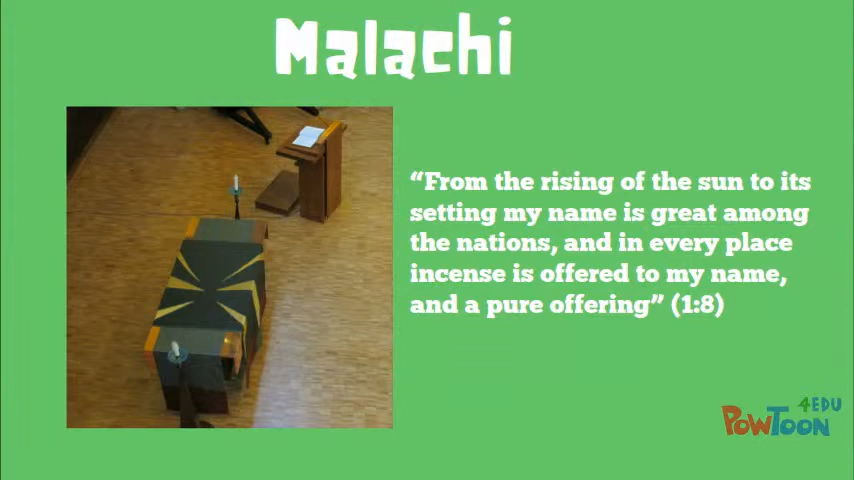 Malachi
“From the rising of the sun to its
setting my name is great among
the nations, and in every place
incense is offered to my name,
and a pure offering” (1:8)
4EDU
PowToon